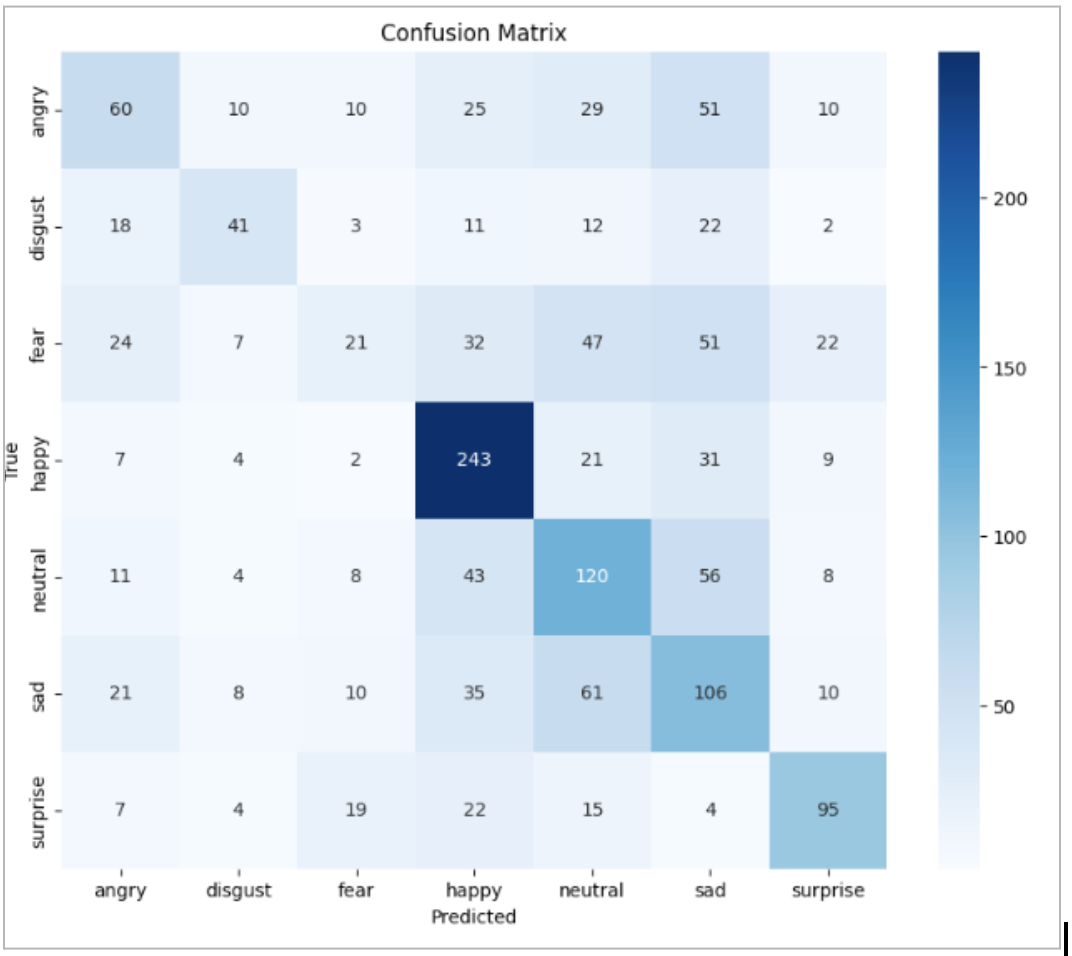 Confusion Matrix
angry 60 10 10 25 29 51 10
disgust 18 41 3 11 12 22 2
fear 24 7 21 32 47 51 22
happy 7 4 2 243 21 31 9
neutral 11 4 8 43 120 56 8
sad 21 8 10 35 61 106 10
surprise 7 4 19 22 15 4 95
True
angry disgust fear happy neutral sad surprise
Predicted
200
150
100
50